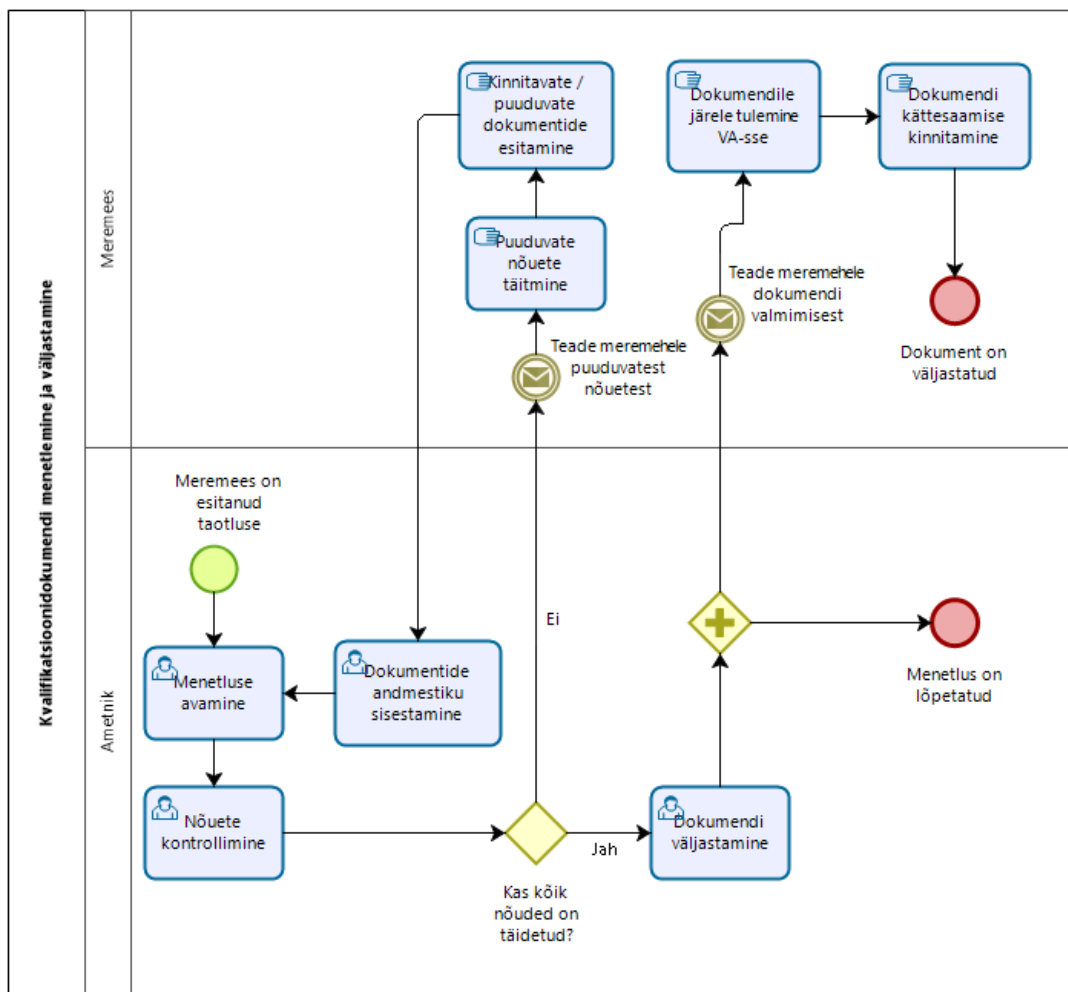 Kvalifikatsioonidokumendi menetlemine ja väljastamine
Meremees
Kinnitavate /
puuduvate
dokumentide
esitamine
Dokumendile
järele tulemine
VA-sse
Dokumendi
kättesaamise
kinnitamine
Puuduvate
nõuete
täitmine
Teade meremehele
dokumendi
valmimisest
Teade meremehele
puuduvatest
nõuetest
Dokument on
väljastatud
Ametnik
Meremees on
esitanud
taotluse
Ei
Menetluse
avamine
Dokumentide
andmestiku
sisestamine
Menetlus on
lõpetatud
Nõuete
kontrollimine
Jah
Dokumendi
väljastamine
Kas kõik
nõuded on
täidetud?